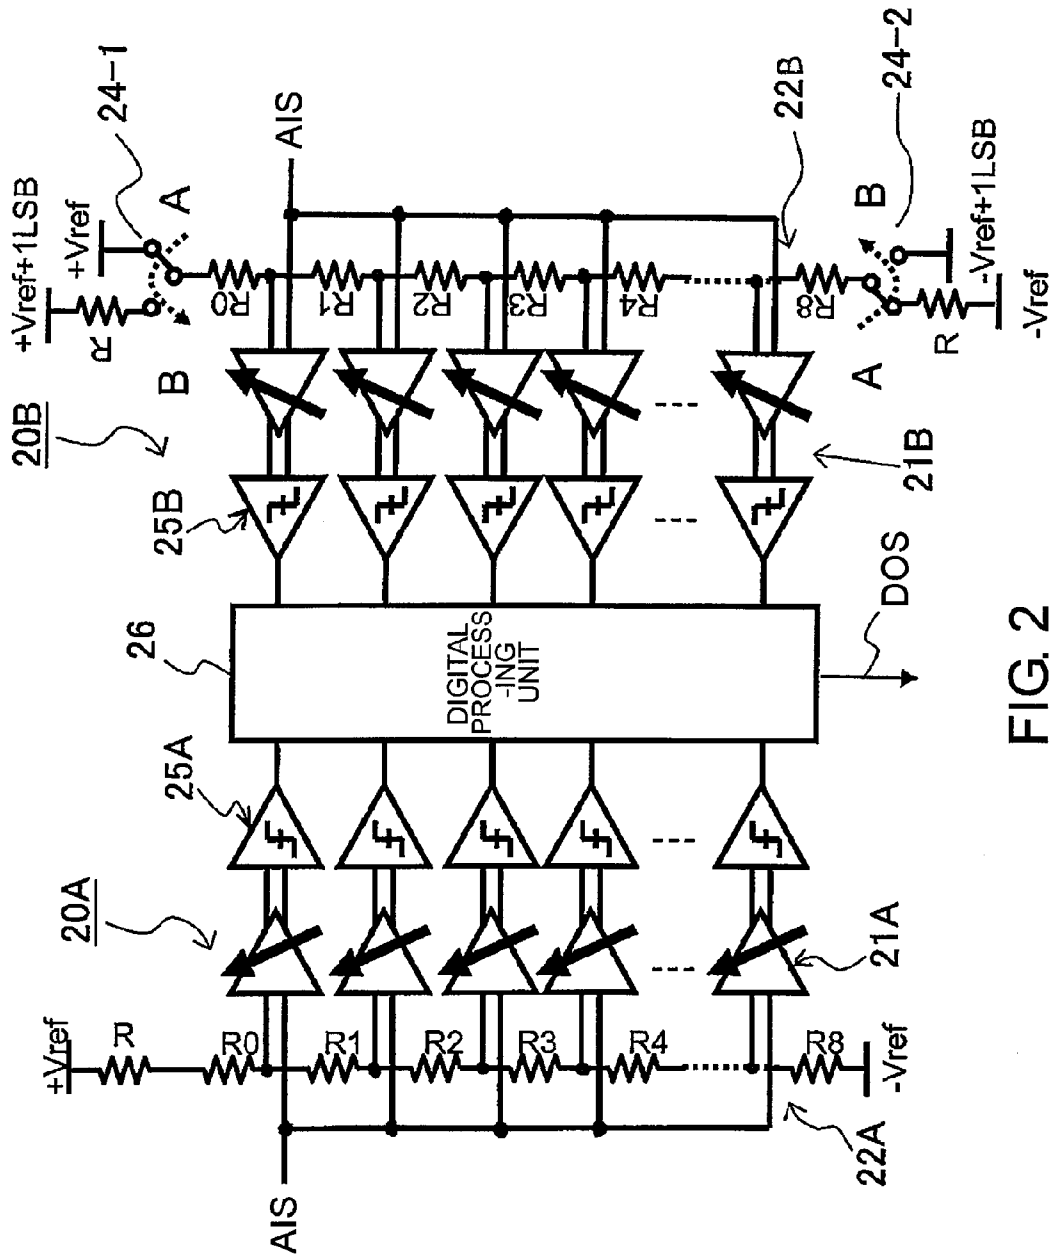 +Vref+1LSB
+Vref
24-1
R
A
B
20B
R0
R1
R2
R3
R4
R8
AIS
22B
B
24-2
A
R
-Vref+1LSB
-Vref
25B
21B
26
DIGITAL
PROCESS
-ING
UNIT
DOS
25A
20A
21A
+Vref
R
R0
R1
R2
R3
R4
R8
-Vref
22A
AIS
FIG. 2